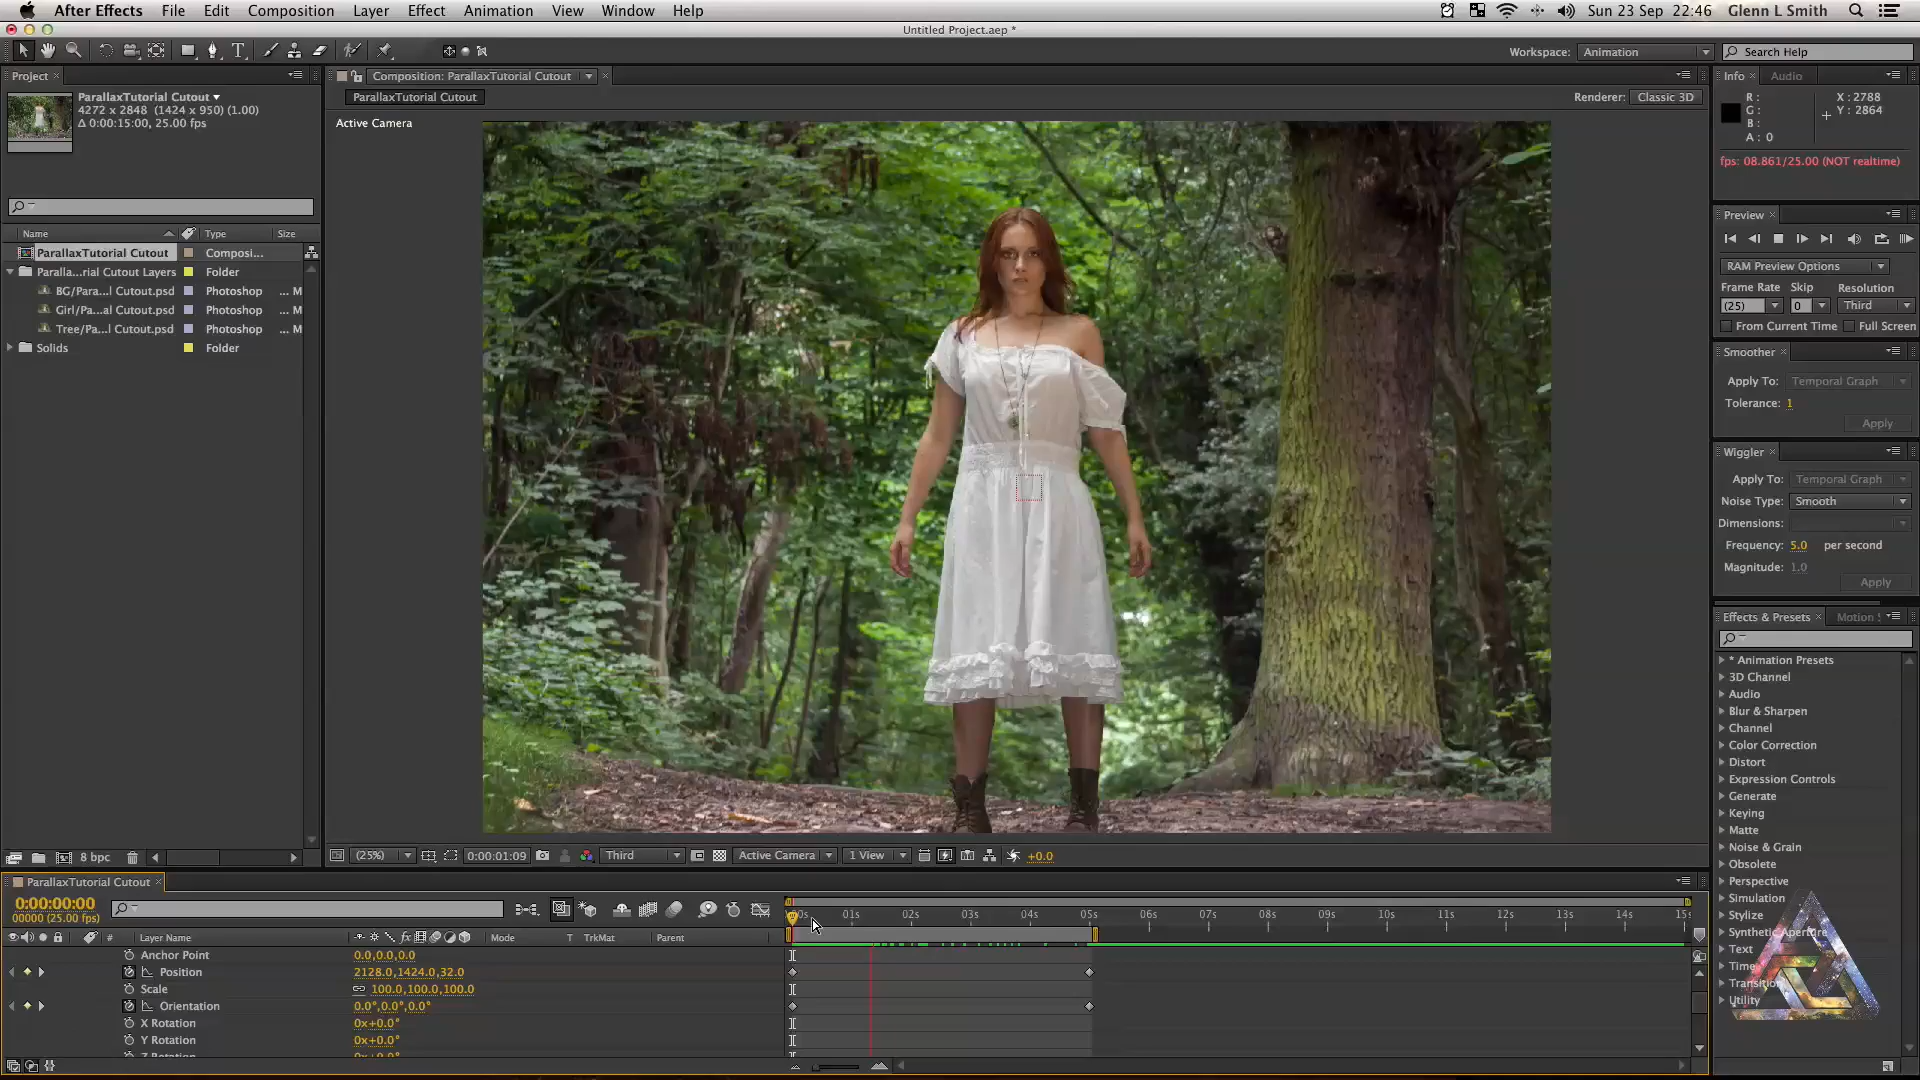 After Effects File Edit Composition Layer Effect Animation View Window Help
Sun 23 Sep 22:46 Glenn L Smith
Untitled Project.aep *
Workspace: Animation
Search Help
Project
ParallaxTutorial Cutout
4272 x 2848 (1424 x 950) (1.00)
Δ 0:00:15:00, 25.00 fps
Name Type Size
ParallaxTutorial Cutout Composi...
Paralla...rial Cutout Layers Folder
BG/Para...l Cutout.psd Photoshop ... M
Girl/Pa...al Cutout.psd Photoshop ... M
Tree/Pa...l Cutout.psd Photoshop ... M
Solids Folder
8 bpc
Composition: ParallaxTutorial Cutout
ParallaxTutorial Cutout
Renderer: Classic 3D
Active Camera
(25%) 0:00:01:09 Third Active Camera 1 View +0.0
Info Audio
R :
G :
B :
A : 0
X : 2788
Y : 2864
fps: 08.861/25.00 (NOT realtime)
Preview
RAM Preview Options
Frame Rate Skip Resolution
(25) 0 Third
From Current Time Full Screen
Smoother
Apply To: Temporal Graph
Tolerance: 1
Apply
Wiggler
Apply To: Temporal Graph
Noise Type: Smooth
Dimensions:
Frequency: 5.0 per second
Magnitude: 1.0
Apply
Effects & Presets Motion
* Animation Presets
3D Channel
Audio
Blur & Sharpen
Channel
Color Correction
Distort
Expression Controls
Generate
Keying
Matte
Noise & Grain
Obsolete
Perspective
Simulation
Stylize
Synthetic Aperture
Text
Time
Transition
Utility
ParallaxTutorial Cutout
0:00:00:00
00000 (25.00 fps)
01s 02s 03s 04s 05s 06s 07s 08s 09s 10s 11s 12s 13s 14s 15s
# Layer Name fx Mode T TrkMat Parent
Anchor Point 0.0,0.0,0.0
Position 2128.0,1424.0,32.0
Scale 100.0,100.0,100.0
Orientation 0.0°,0.0°,0.0°
X Rotation 0x+0.0°
Y Rotation 0x+0.0°